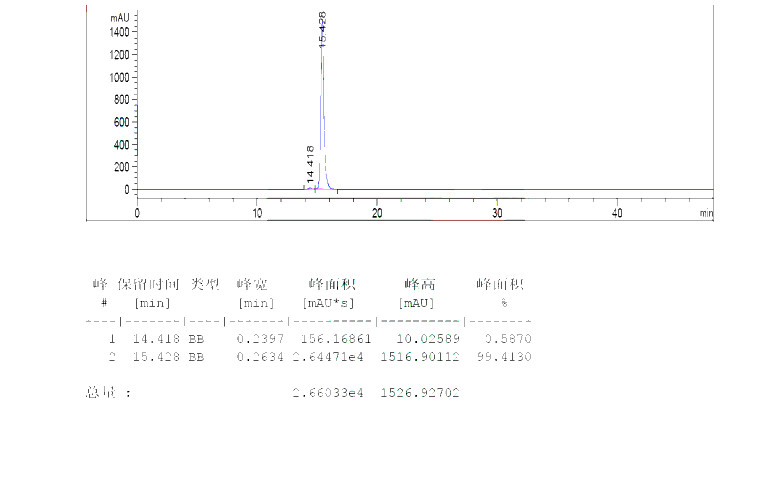 mAU
1400
1200
1000
800
600
400
200
0
15.428
14.418
0 10 20 30 40 min
峰 保留时间 类型 峰宽 峰面积 峰高 峰面积
# [min] [min] [mAU*s] [mAU] %
----|-------|------|-------|----------|----------|--------|
1 14.418 BB 0.2397 156.16861 10.02589 0.5870
2 15.428 BB 0.2634 2.64471e4 1516.90112 99.4130
总量 : 2.66033e4 1526.92702